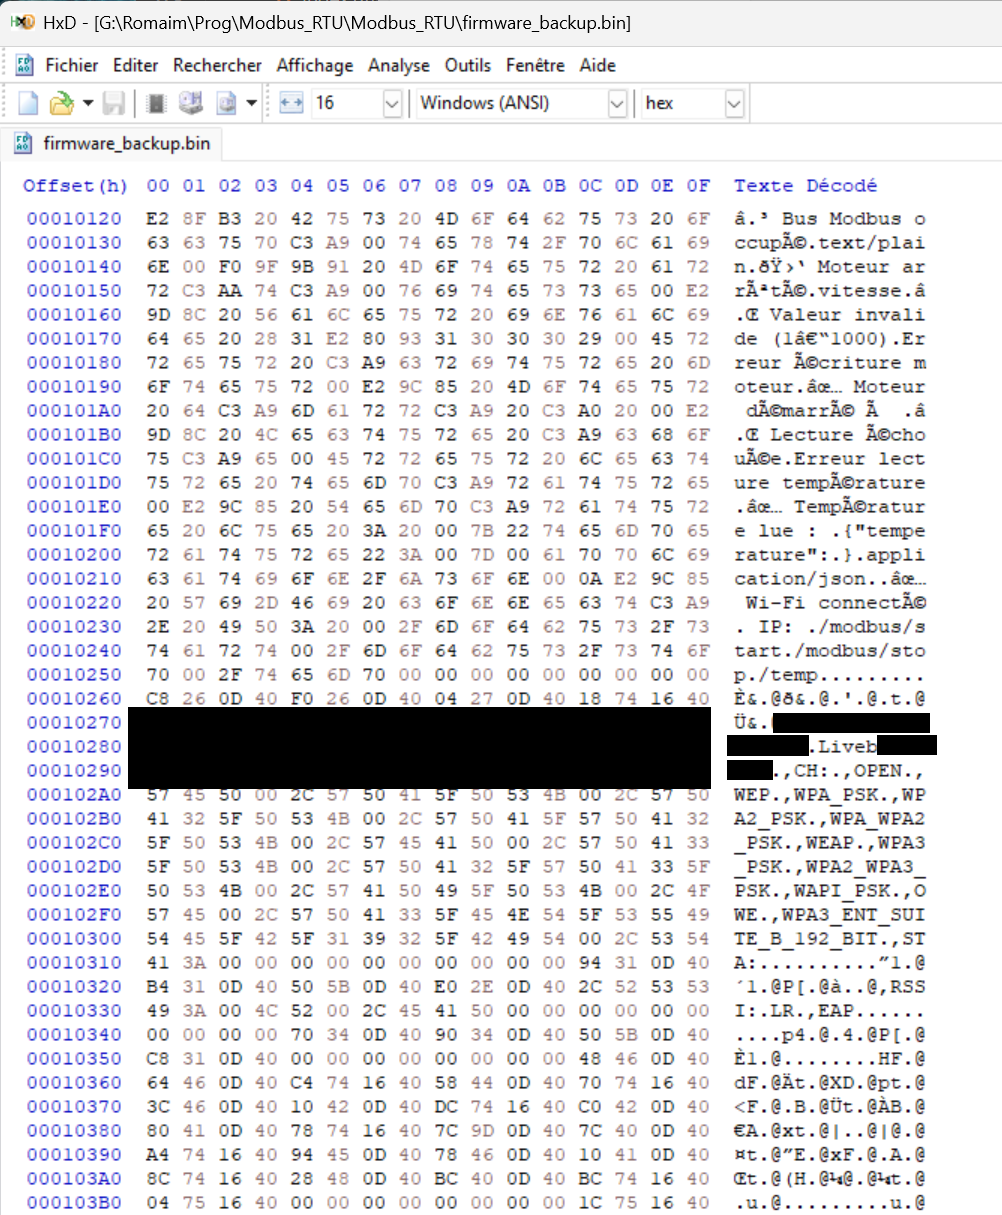 HxD - [G:\Romaim\Prog\Modbus_RTU\Modbus_RTU\firmware_backup.bin]
Fichier Editer Rechercher Affichage Analyse Outils Fenêtre Aide
16 Windows (ANSI) hex
firmware_backup.bin
Offset(h) 00 01 02 03 04 05 06 07 08 09 0A 0B 0C 0D 0E 0F Texte Décodé
00010120 E2 8F B3 20 42 75 73 20 4D 6F 64 62 75 73 20 6F â.³ Bus Modbus o
00010130 63 63 75 70 C3 A9 00 74 65 78 74 2F 70 6C 61 69 ccupÃ©.text/plai
00010140 6E 00 F0 9F 9B 91 20 4D 6F 74 65 75 72 20 61 72 n.ðŸ›‘ Moteur ar
00010150 72 C3 AA 74 C3 A9 00 76 69 74 65 73 73 65 00 E2 rÃªtÃ©.vitesse.â
00010160 9D 8C 20 56 61 6C 65 75 72 20 69 6E 76 61 6C 69 .Œ Valeur invali
00010170 64 65 20 28 31 E2 80 93 31 30 30 30 29 00 45 72 de (1â€“1000).Er
00010180 72 65 75 72 20 C3 A9 63 72 69 74 75 72 65 20 6D reur Ã©criture m
00010190 6F 74 65 75 72 00 E2 9C 85 20 4D 6F 74 65 75 72 oteur.âœ… Moteur
000101A0 20 64 C3 A9 6D 61 72 72 C3 A9 20 C3 A0 20 00 E2 dÃ©marrÃ© Ã  .â
000101B0 9D 8C 20 4C 65 63 74 75 72 65 20 C3 A9 63 68 6F .Œ Lecture Ã©cho
000101C0 75 C3 A9 65 00 45 72 72 65 75 72 20 6C 65 63 74 uÃ©e.Erreur lect
000101D0 75 72 65 20 74 65 6D 70 C3 A9 72 61 74 75 72 65 ure tempÃ©rature
000101E0 00 E2 9C 85 20 54 65 6D 70 C3 A9 72 61 74 75 72 .âœ… TempÃ©ratur
000101F0 65 20 6C 75 65 20 3A 20 00 7B 22 74 65 6D 70 65 e lue : .{"tempe
00010200 72 61 74 75 72 65 22 3A 00 7D 00 61 70 70 6C 69 rature":.}.appli
00010210 63 61 74 69 6F 6E 2F 6A 73 6F 6E 00 0A E2 9C 85 cation/json..âœ…
00010220 20 57 69 2D 46 69 20 63 6F 6E 6E 65 63 74 C3 A9 Wi-Fi connectÃ©
00010230 2E 20 49 50 3A 20 00 2F 6D 6F 64 62 75 73 2F 73 . IP: ./modbus/s
00010240 74 61 72 74 00 2F 6D 6F 64 62 75 73 2F 73 74 6F tart./modbus/sto
00010250 70 00 2F 74 65 6D 70 00 00 00 00 00 00 00 00 00 p./temp.........
00010260 C8 26 0D 40 F0 26 0D 40 04 27 0D 40 18 74 16 40 È&.@ð&.@.'.@.t.@
00010270 Ü&.
00010280 .Liveb
00010290 .,CH:.,OPEN.,
000102A0 57 45 50 00 2C 57 50 41 5F 50 53 4B 00 2C 57 50 WEP.,WPA_PSK.,WP
000102B0 41 32 5F 50 53 4B 00 2C 57 50 41 5F 57 50 41 32 A2_PSK.,WPA_WPA2
000102C0 5F 50 53 4B 00 2C 57 45 41 50 00 2C 57 50 41 33 _PSK.,WEAP.,WPA3
000102D0 5F 50 53 4B 00 2C 57 50 41 32 5F 57 50 41 33 5F _PSK.,WPA2_WPA3_
000102E0 50 53 4B 00 2C 57 41 50 49 5F 50 53 4B 00 2C 4F PSK.,WAPI_PSK.,O
000102F0 57 45 00 2C 57 50 41 33 5F 45 4E 54 5F 53 55 49 WE.,WPA3_ENT_SUI
00010300 54 45 5F 42 5F 31 39 32 5F 42 49 54 00 2C 53 54 TE_B_192_BIT.,ST
00010310 41 3A 00 00 00 00 00 00 00 00 00 00 94 31 0D 40 A:..........”1.@
00010320 B4 31 0D 40 50 5B 0D 40 E0 2E 0D 40 2C 52 53 53 ´1.@P[.@à..@,RSS
00010330 49 3A 00 4C 52 00 2C 45 41 50 00 00 00 00 00 00 I:.LR.,EAP......
00010340 00 00 00 00 70 34 0D 40 90 34 0D 40 50 5B 0D 40 ....p4.@.4.@P[.@
00010350 C8 31 0D 40 00 00 00 00 00 00 00 00 48 46 0D 40 È1.@........HF.@
00010360 64 46 0D 40 C4 74 16 40 58 44 0D 40 70 74 16 40 dF.@Ät.@XD.@pt.@
00010370 3C 46 0D 40 10 42 0D 40 DC 74 16 40 C0 42 0D 40 <F.@.B.@Üt.@ÀB.@
00010380 80 41 0D 40 78 74 16 40 7C 9D 0D 40 7C 40 0D 40 €A.@xt.@|..@|@.@
00010390 A4 74 16 40 94 45 0D 40 78 46 0D 40 10 41 0D 40 ¤t.@”E.@xF.@.A.@
000103A0 8C 74 16 40 28 48 0D 40 BC 40 0D 40 BC 74 16 40 Œt.@(H.@¼@.@¼t.@
000103B0 04 75 16 40 00 00 00 00 00 00 00 00 1C 75 16 40 .u.@.........u.@